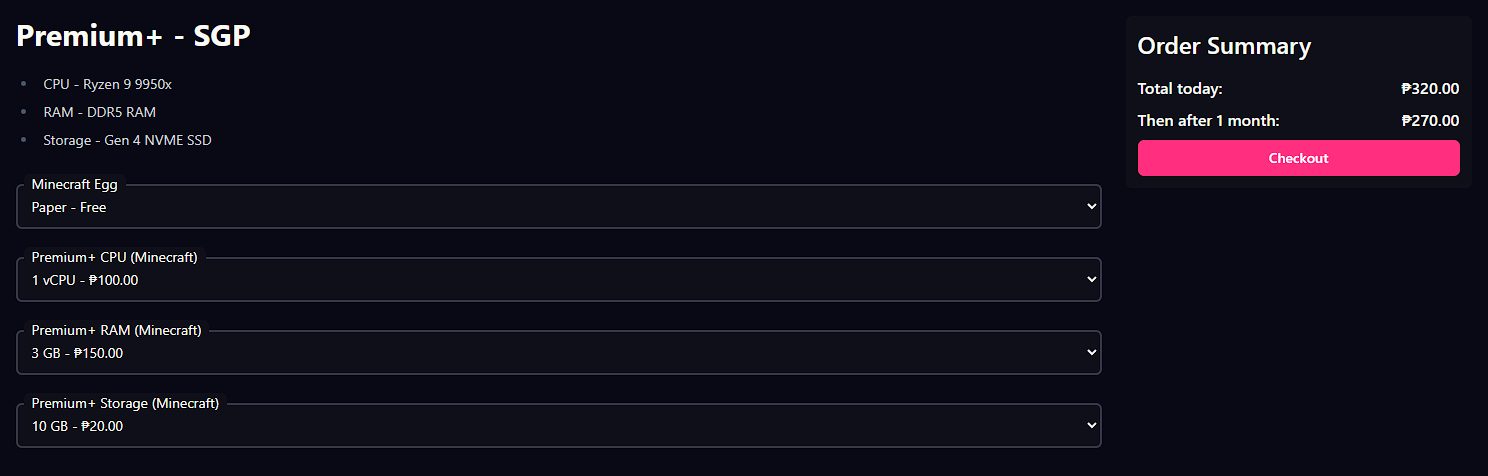 Premium+ - SGP
CPU - Ryzen 9 9950x
RAM - DDR5 RAM
Storage - Gen 4 NVME SSD
Minecraft Egg
Paper - Free
Premium+ CPU (Minecraft)
1 vCPU - ₱100.00
Premium+ RAM (Minecraft)
3 GB - ₱150.00
Premium+ Storage (Minecraft)
10 GB - ₱20.00
Order Summary
Total today: ₱320.00
Then after 1 month: ₱270.00
Checkout